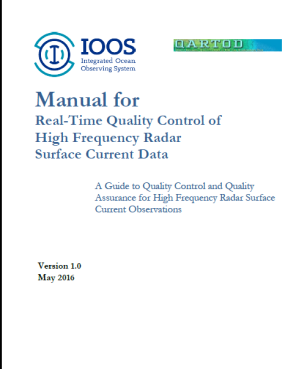 IOOS
Integrated Ocean
Observing System
QARTOD
Manual for
Real-Time Quality Control of
High Frequency Radar
Surface Current Data
A Guide to Quality Control and Quality
Assurance for High Frequency Radar Surface
Current Observations
Version 1.0
May 2016